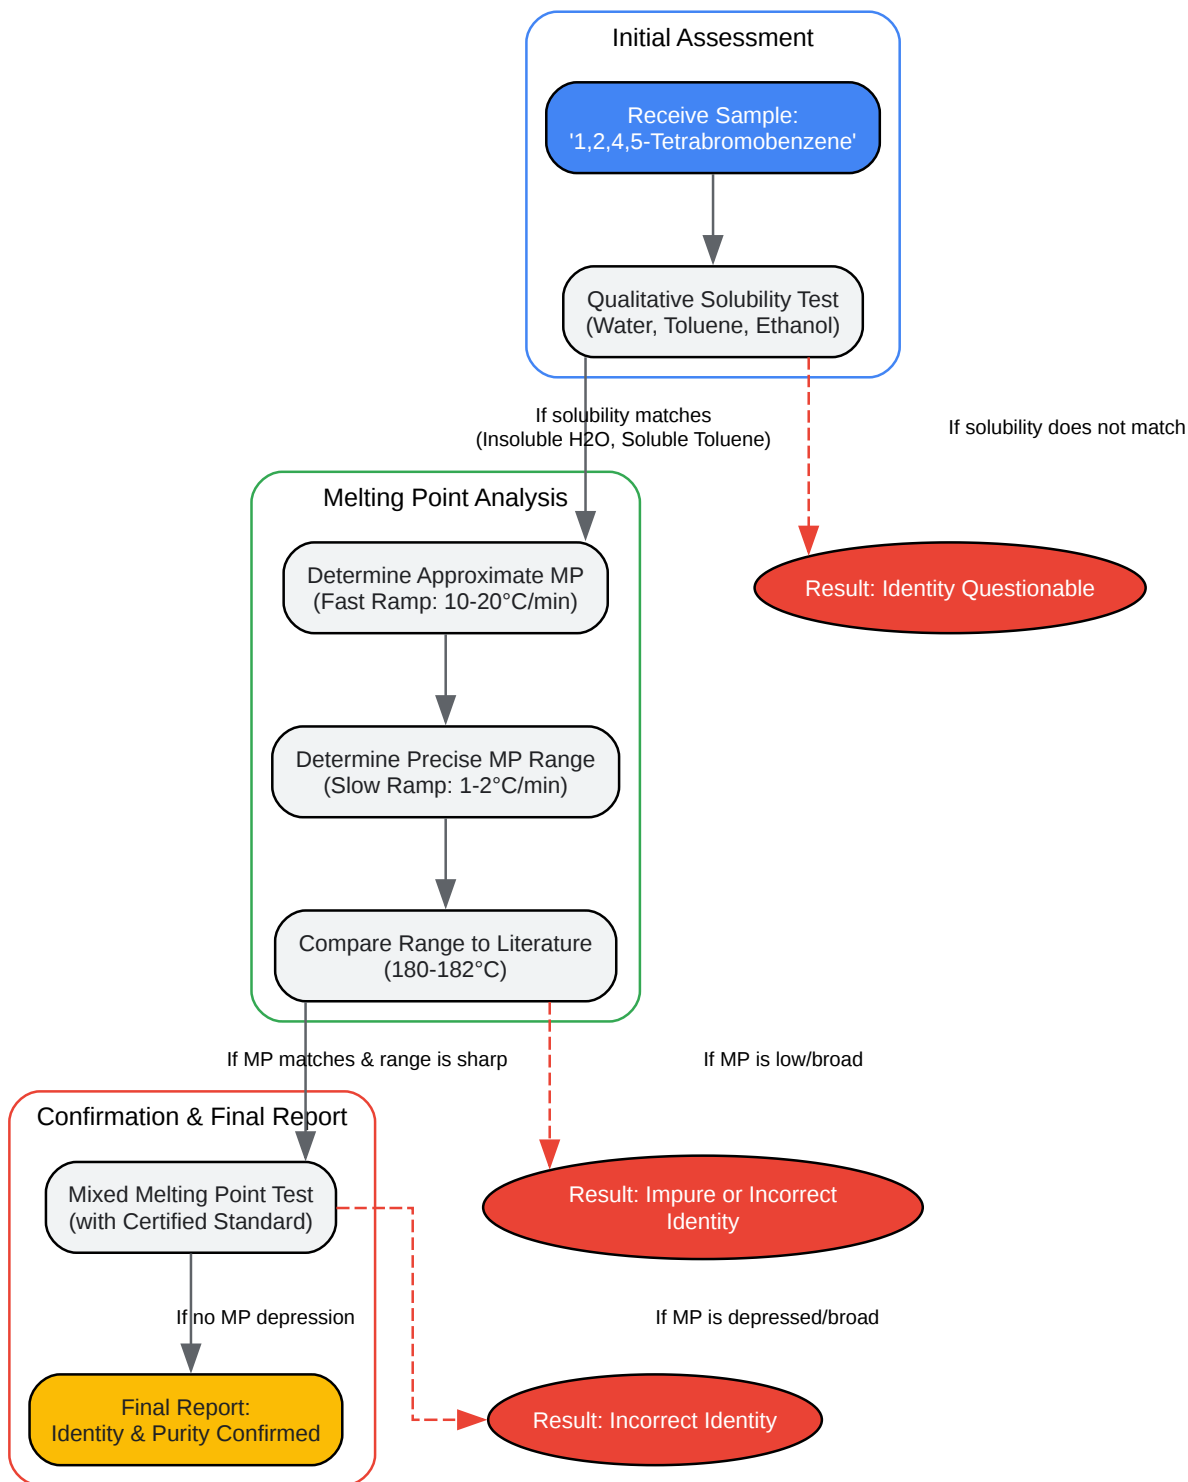 Initial Assessment
Receive Sample:
'1,2,4,5-Tetrabromobenzene'
Qualitative Solubility Test
(Water, Toluene, Ethanol)
If solubility matches
(Insoluble H2O, Soluble Toluene)
If solubility does not match
Melting Point Analysis
Determine Approximate MP
(Fast Ramp: 10-20°C/min)
Result: Identity Questionable
Determine Precise MP Range
(Slow Ramp: 1-2°C/min)
Compare Range to Literature
(180-182°C)
If MP matches & range is sharp
If MP is low/broad
Confirmation & Final Report
Mixed Melting Point Test
(with Certified Standard)
Result: Impure or Incorrect
Identity
If no MP depression
If MP is depressed/broad
Final Report:
Identity & Purity Confirmed
Result: Incorrect Identity